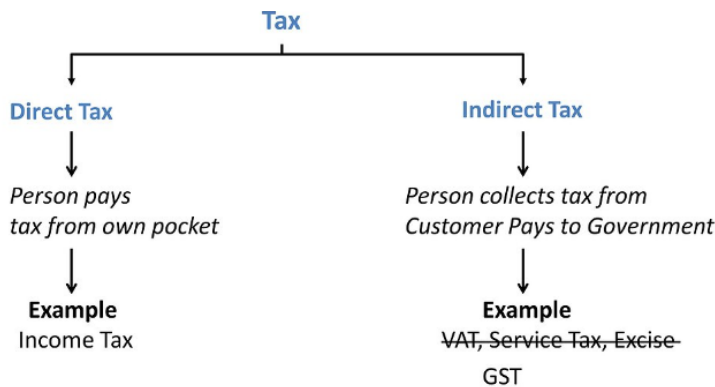 Tax
Direct Tax
Person pays
tax from own pocket
Example
Income Tax
Indirect Tax
Person collects tax from
Customer Pays to Government
Example
VAT, Service Tax, Excise
GST